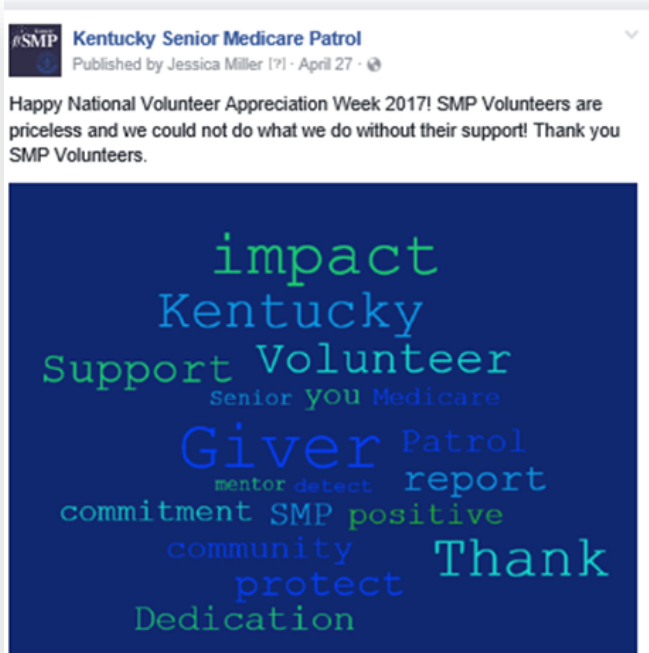 SMP
Kentucky Senior Medicare Patrol
Published by Jessica Miller [?] · April 27 ·
Happy National Volunteer Appreciation Week 2017! SMP Volunteers are
priceless and we could not do what we do without their support! Thank you
SMP Volunteers.
impact
Kentucky
Support Volunteer
Senior you Medicare
Giver Patrol
mentor detect report
commitment SMP positive
community Thank
protect
Dedication